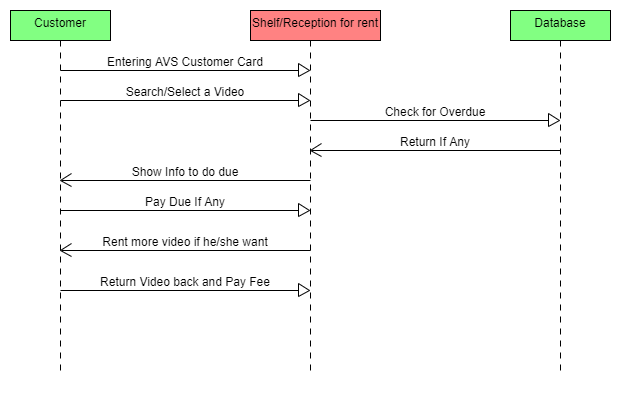 Customer
Shelf/Reception for rent
Database
Entering AVS Customer Card
Search/Select a Video
Check for Overdue
Return If Any
Show Info to do due
Pay Due If Any
Rent more video if he/she want
Return Video back and Pay Fee